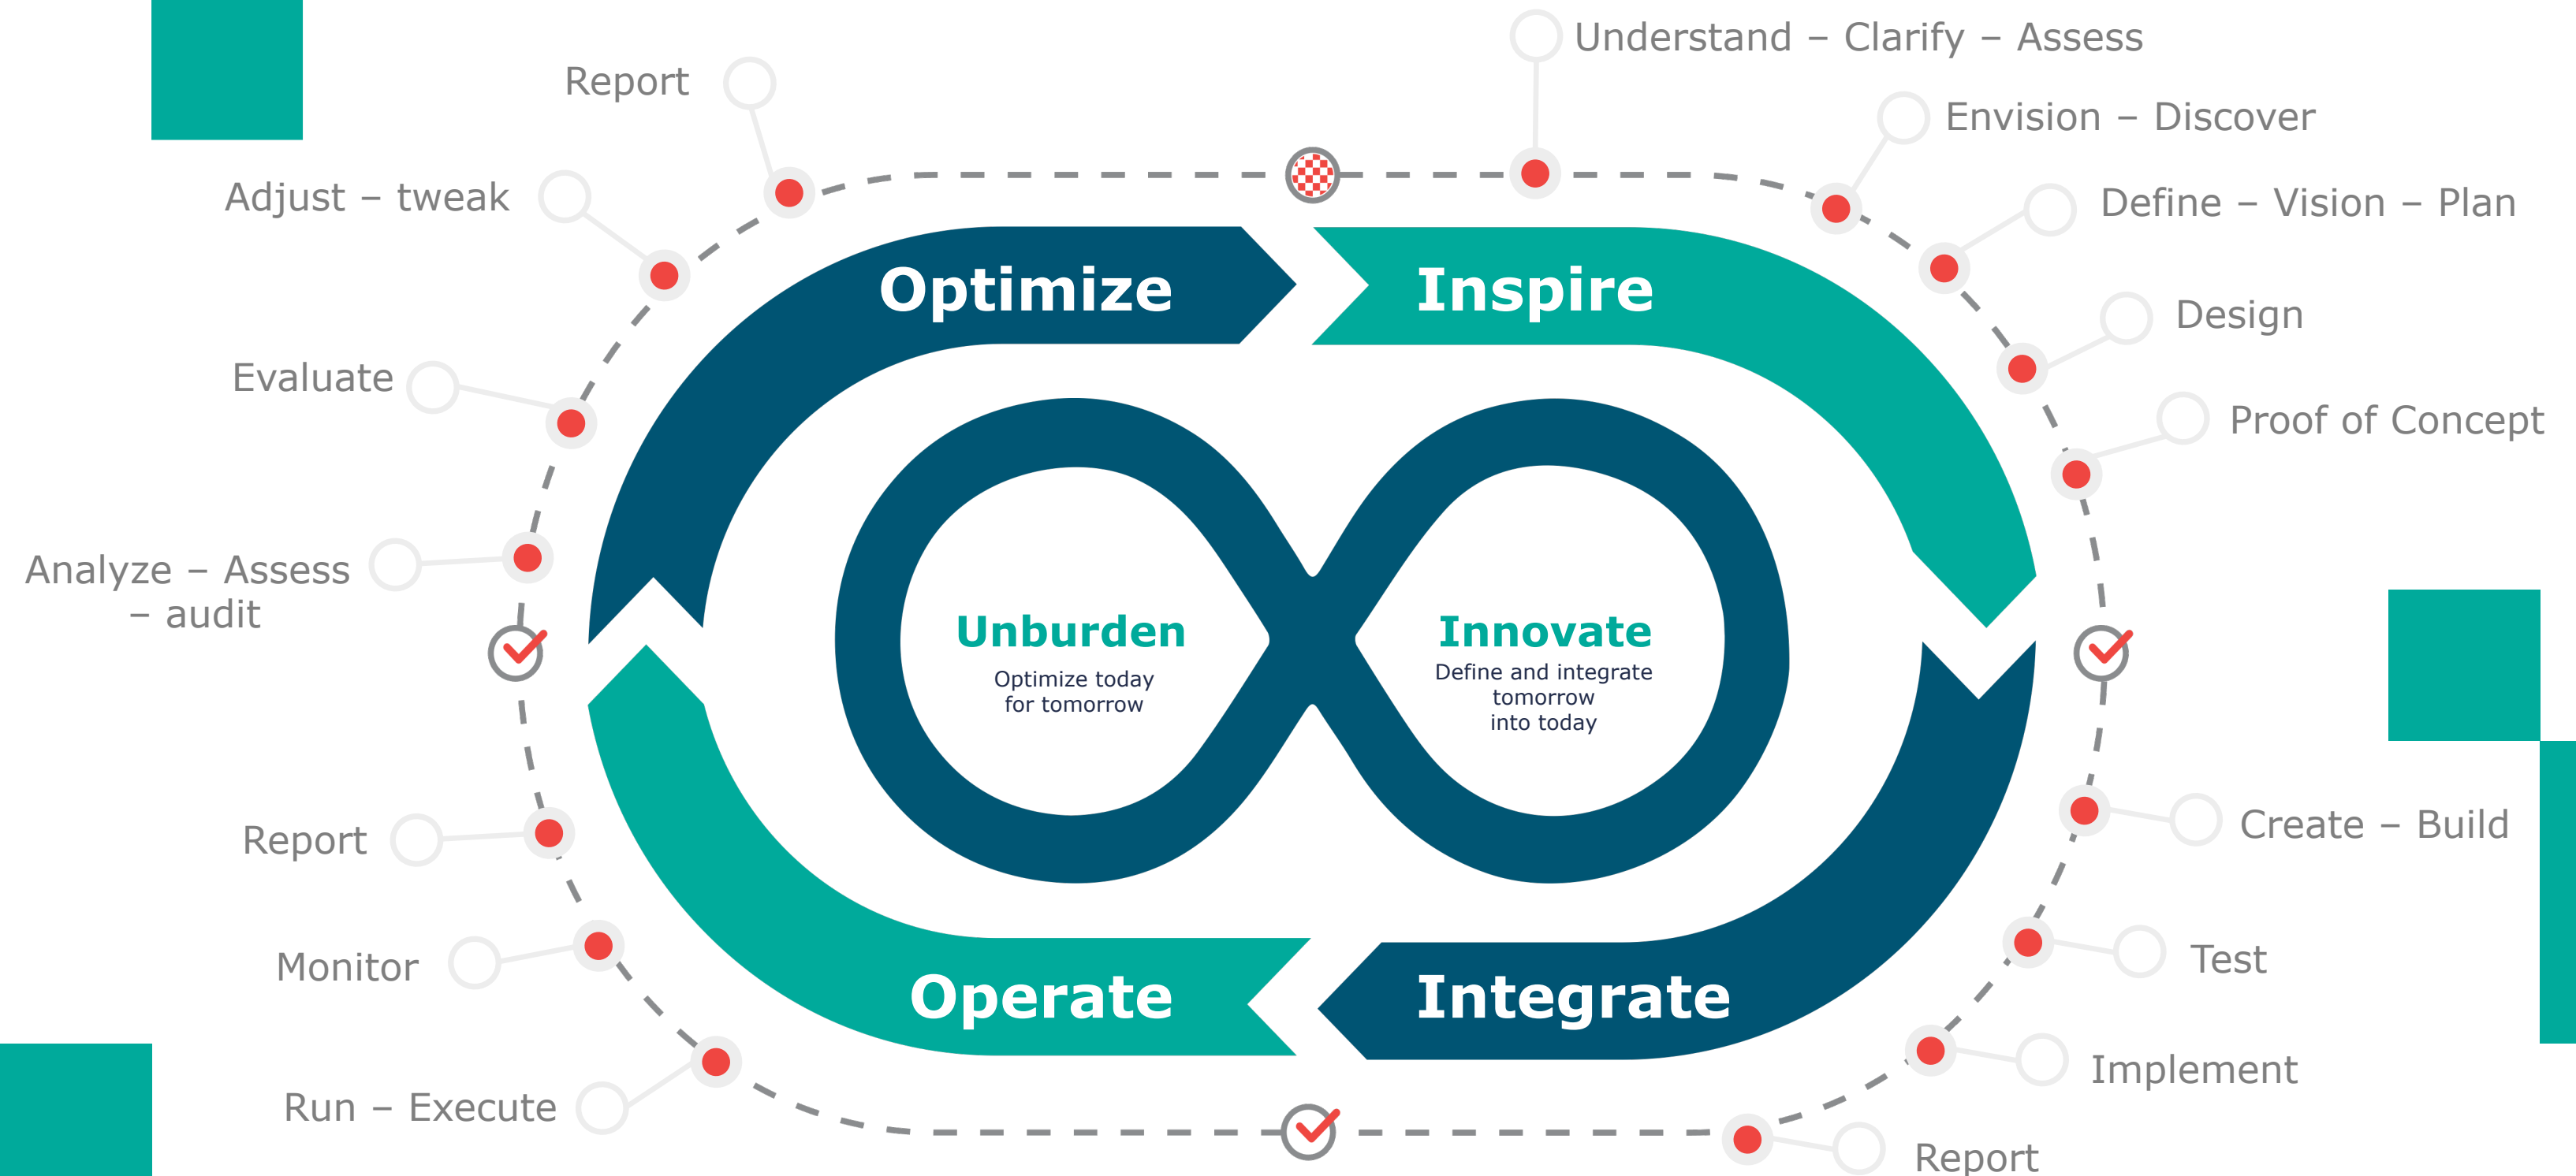 Understand – Clarify – Assess
Envision – Discover
Define – Vision – Plan
Design
Proof of Concept
Create – Build
Test
Implement
Report
Run – Execute
Monitor
Report
Analyze – Assess
– audit
Evaluate
Adjust – tweak
Report
Optimize
Inspire
Integrate
Operate
Unburden
Optimize today
for tomorrow
Innovate
Define and integrate
tomorrow
into today